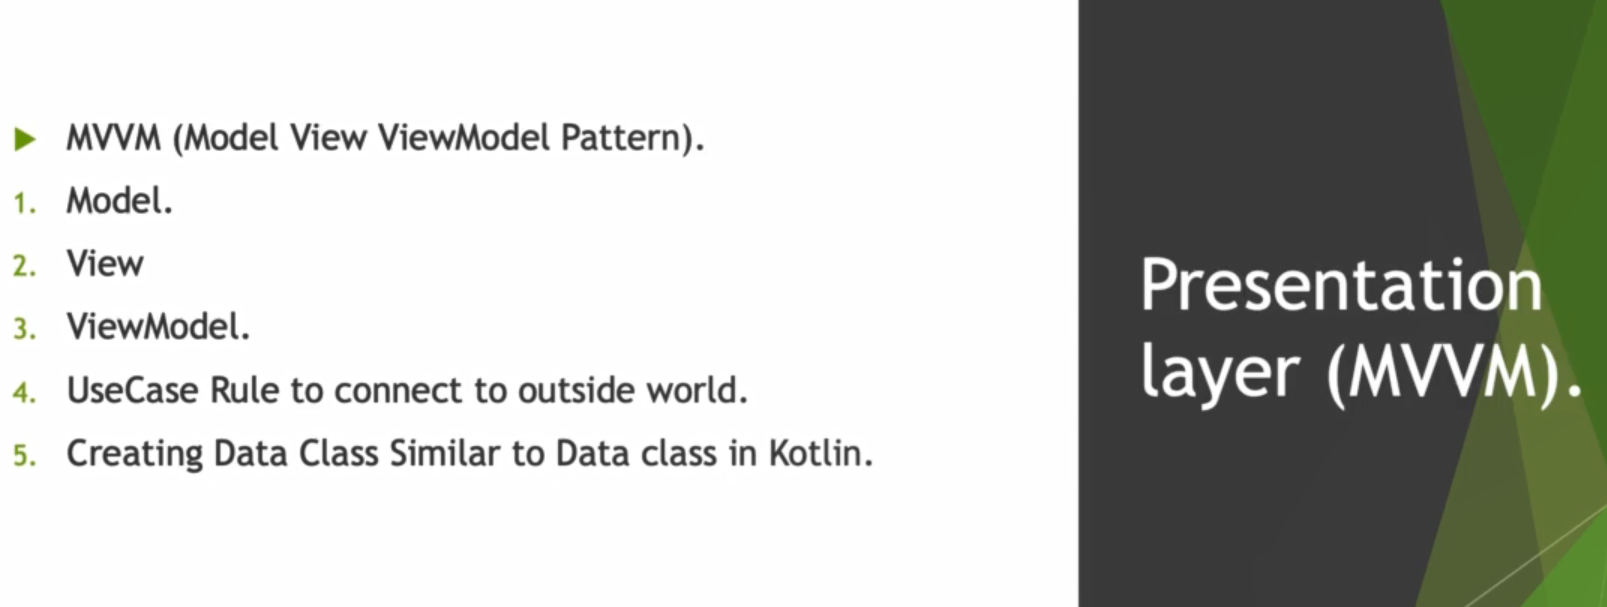 MVVM (Model View ViewModel Pattern).
1. Model.
2. View
3. ViewModel.
4. UseCase Rule to connect to outside world.
5. Creating Data Class Similar to Data class in Kotlin.
Presentation
layer (MVVM).